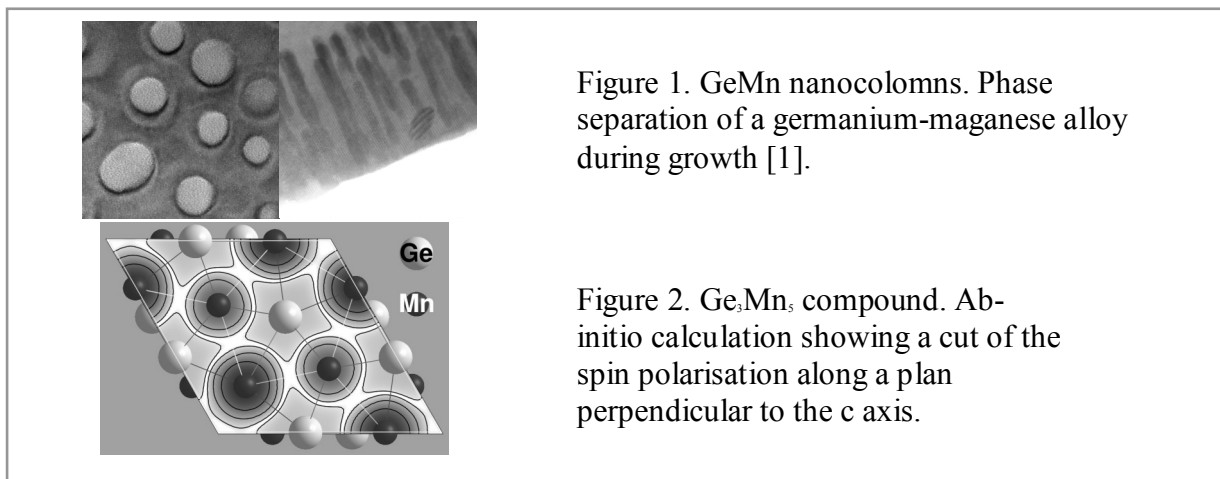 Figure 1. GeMn nanocolomns. Phase
separation of a germanium-maganese alloy
during growth [1].
Ge
Mn
Figure 2. Ge₃Mn₅ compound. Ab-
initio calculation showing a cut of the
spin polarisation along a plan
perpendicular to the c axis.